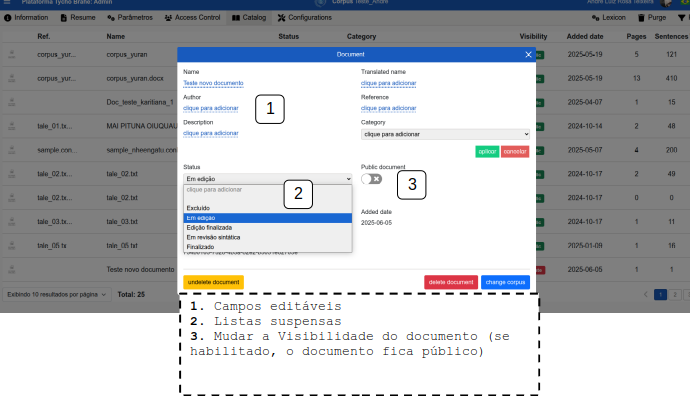 Plataforma Tycho Brahe: Admin
Corpus Teste_André
André Luiz Rosa Teixeira
Information Resume Parâmetros Access Control Catalog Configurations Lexicon Purge
Ref. Name Status Category Visibility Added date Pages Sentences
corpus_yur... corpus_yuran 2025-05-19 5 121
corpus_yur... corpus_yuran.docx 2025-05-19 13 410
Doc_teste_karitiana_1 2025-04-07 1 15
tale_01.tx... MAI PITUNA OIUQUAU 2024-10-14 2 48
sample.con... sample_nheengatu.con 2025-05-07 4 200
tale_02.tx... tale_02.txt 2024-10-17 2 49
tale_02.tx... tale_02.txt 2024-10-17 0 0
tale_03.tx... tale_03.txt 2024-10-17 1 11
tale_05.tx tale_05.txt 2025-01-09 1 16
Teste novo documento 2025-06-05 1 1
Exibindo 10 resultados por página Total: 25
1 2
Document
Name
Teste novo documento
Translated name
clique para adicionar
Author
clique para adicionar
Reference
clique para adicionar
Description
clique para adicionar
Category
clique para adicionar
aplicar cancelar
Status
Em edição
Public document
clique para adicionar
Excluído
Em edição
Edição finalizada
Em revisão sintática
Finalizado
Added date
2025-06-05
undelete document delete document change corpus
1
2
3
1. Campos editáveis
2. Listas suspensas
3. Mudar a Visibilidade do documento (se
habilitado, o documento fica público)